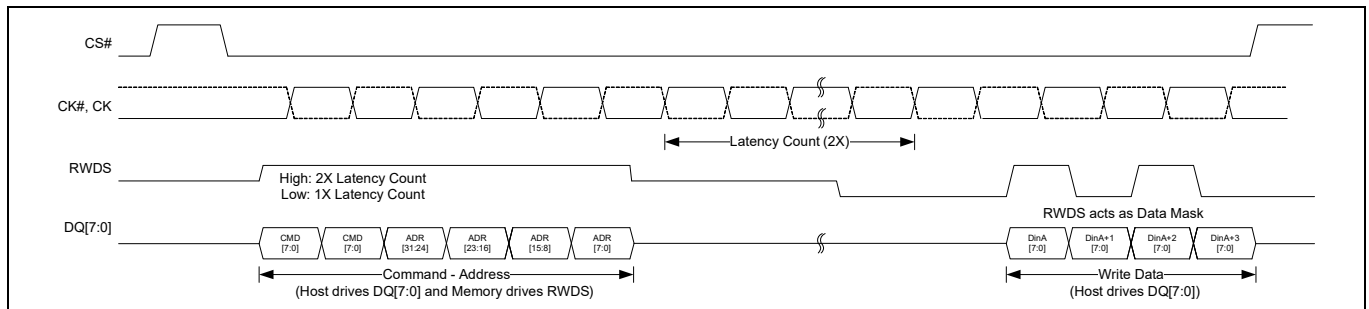 CS#
CK#, CK
Latency Count (2X)
RWDS
High: 2X Latency Count
Low: 1X Latency Count
RWDS acts as Data Mask
DQ[7:0]
CMD [7:0]
CMD [7:0]
ADR [31:24]
ADR [23:16]
ADR [15:8]
ADR [7:0]
DinA [7:0]
DinA+1 [7:0]
DinA+2 [7:0]
DinA+3 [7:0]
Command - Address
(Host drives DQ[7:0] and Memory drives RWDS)
Write Data
(Host drives DQ[7:0])